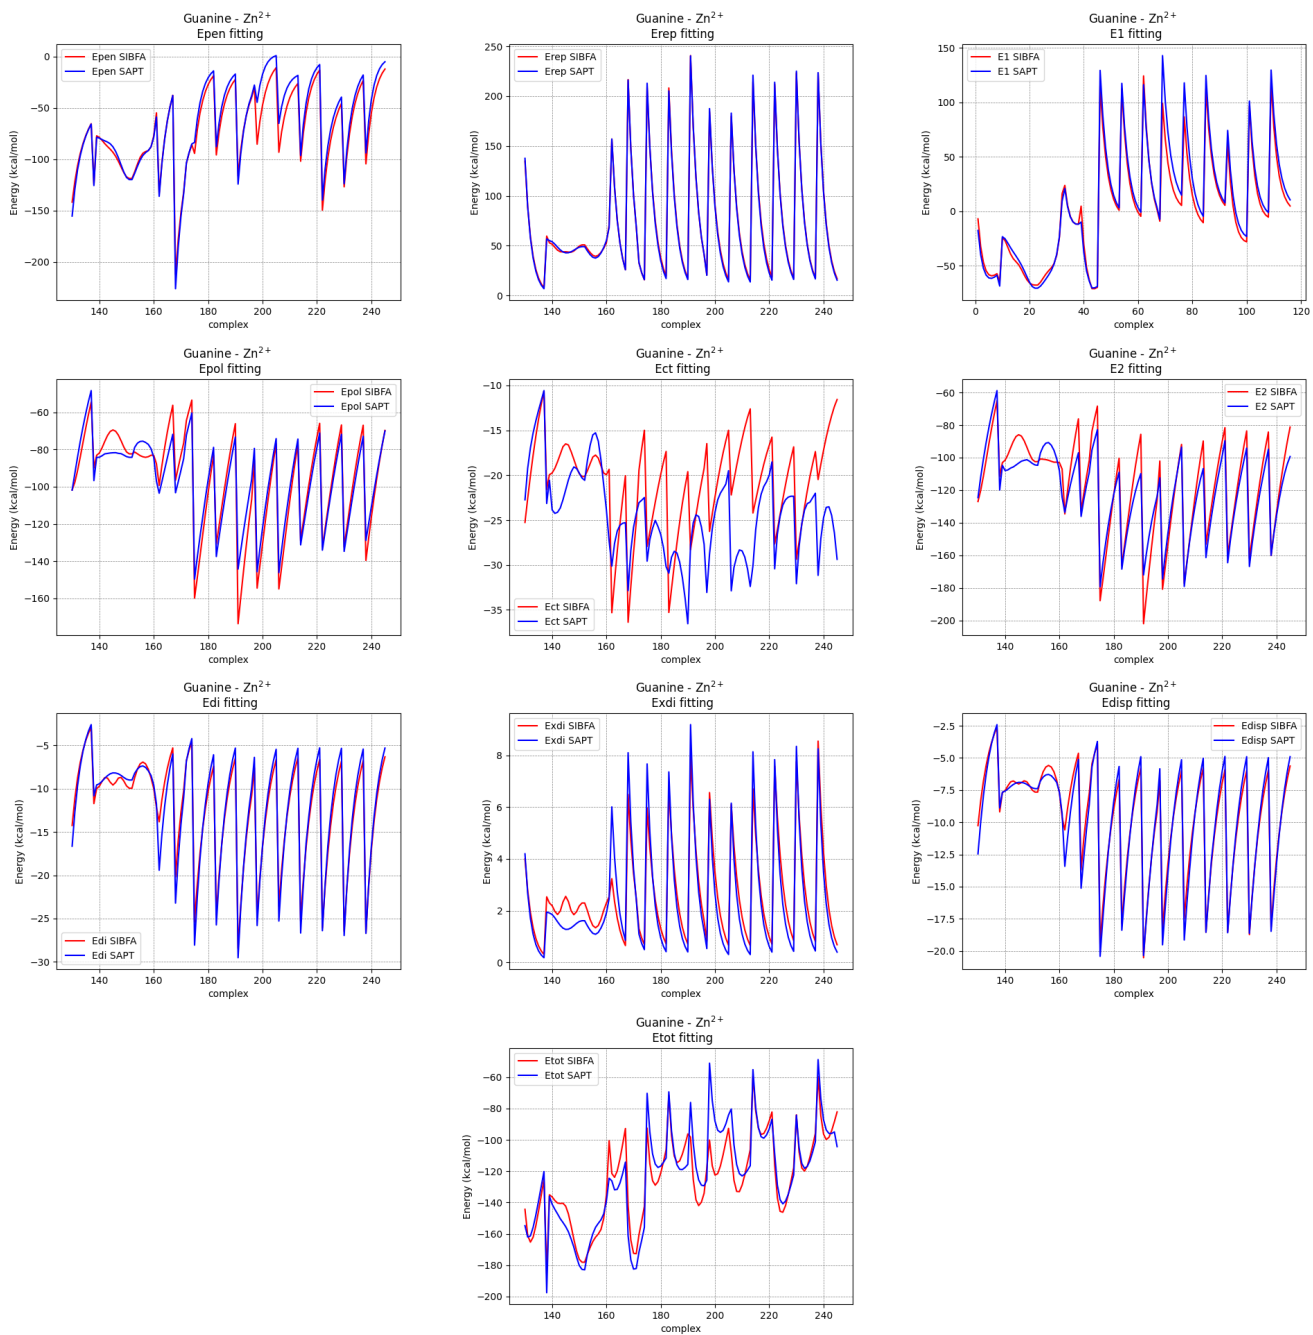 Guanine - Zn²⁺
Epen fitting
Epen SIBFA
Epen SAPT
Energy (kcal/mol)
0
−50
−100
−150
−200
140 160 180 200 220 240
complex
Guanine - Zn²⁺
Erep fitting
Erep SIBFA
Erep SAPT
Energy (kcal/mol)
250
200
150
100
50
0
140 160 180 200 220 240
complex
Guanine - Zn²⁺
E1 fitting
E1 SIBFA
E1 SAPT
Energy (kcal/mol)
150
100
50
0
−50
0 20 40 60 80 100 120
complex
Guanine - Zn²⁺
Epol fitting
Epol SIBFA
Epol SAPT
Energy (kcal/mol)
−60
−80
−100
−120
−140
−160
140 160 180 200 220 240
complex
Guanine - Zn²⁺
Ect fitting
Ect SIBFA
Ect SAPT
Energy (kcal/mol)
−10
−15
−20
−25
−30
−35
140 160 180 200 220 240
complex
Guanine - Zn²⁺
E2 fitting
E2 SIBFA
E2 SAPT
Energy (kcal/mol)
−60
−80
−100
−120
−140
−160
−180
−200
140 160 180 200 220 240
complex
Guanine - Zn²⁺
Edi fitting
Edi SIBFA
Edi SAPT
Energy (kcal/mol)
−5
−10
−15
−20
−25
−30
140 160 180 200 220 240
complex
Guanine - Zn²⁺
Exdi fitting
Exdi SIBFA
Exdi SAPT
Energy (kcal/mol)
8
6
4
2
0
140 160 180 200 220 240
complex
Guanine - Zn²⁺
Edisp fitting
Edisp SIBFA
Edisp SAPT
Energy (kcal/mol)
−2.5
−5.0
−7.5
−10.0
−12.5
−15.0
−17.5
−20.0
140 160 180 200 220 240
complex
Guanine - Zn²⁺
Etot fitting
Etot SIBFA
Etot SAPT
Energy (kcal/mol)
−60
−80
−100
−120
−140
−160
−180
−200
140 160 180 200 220 240
complex